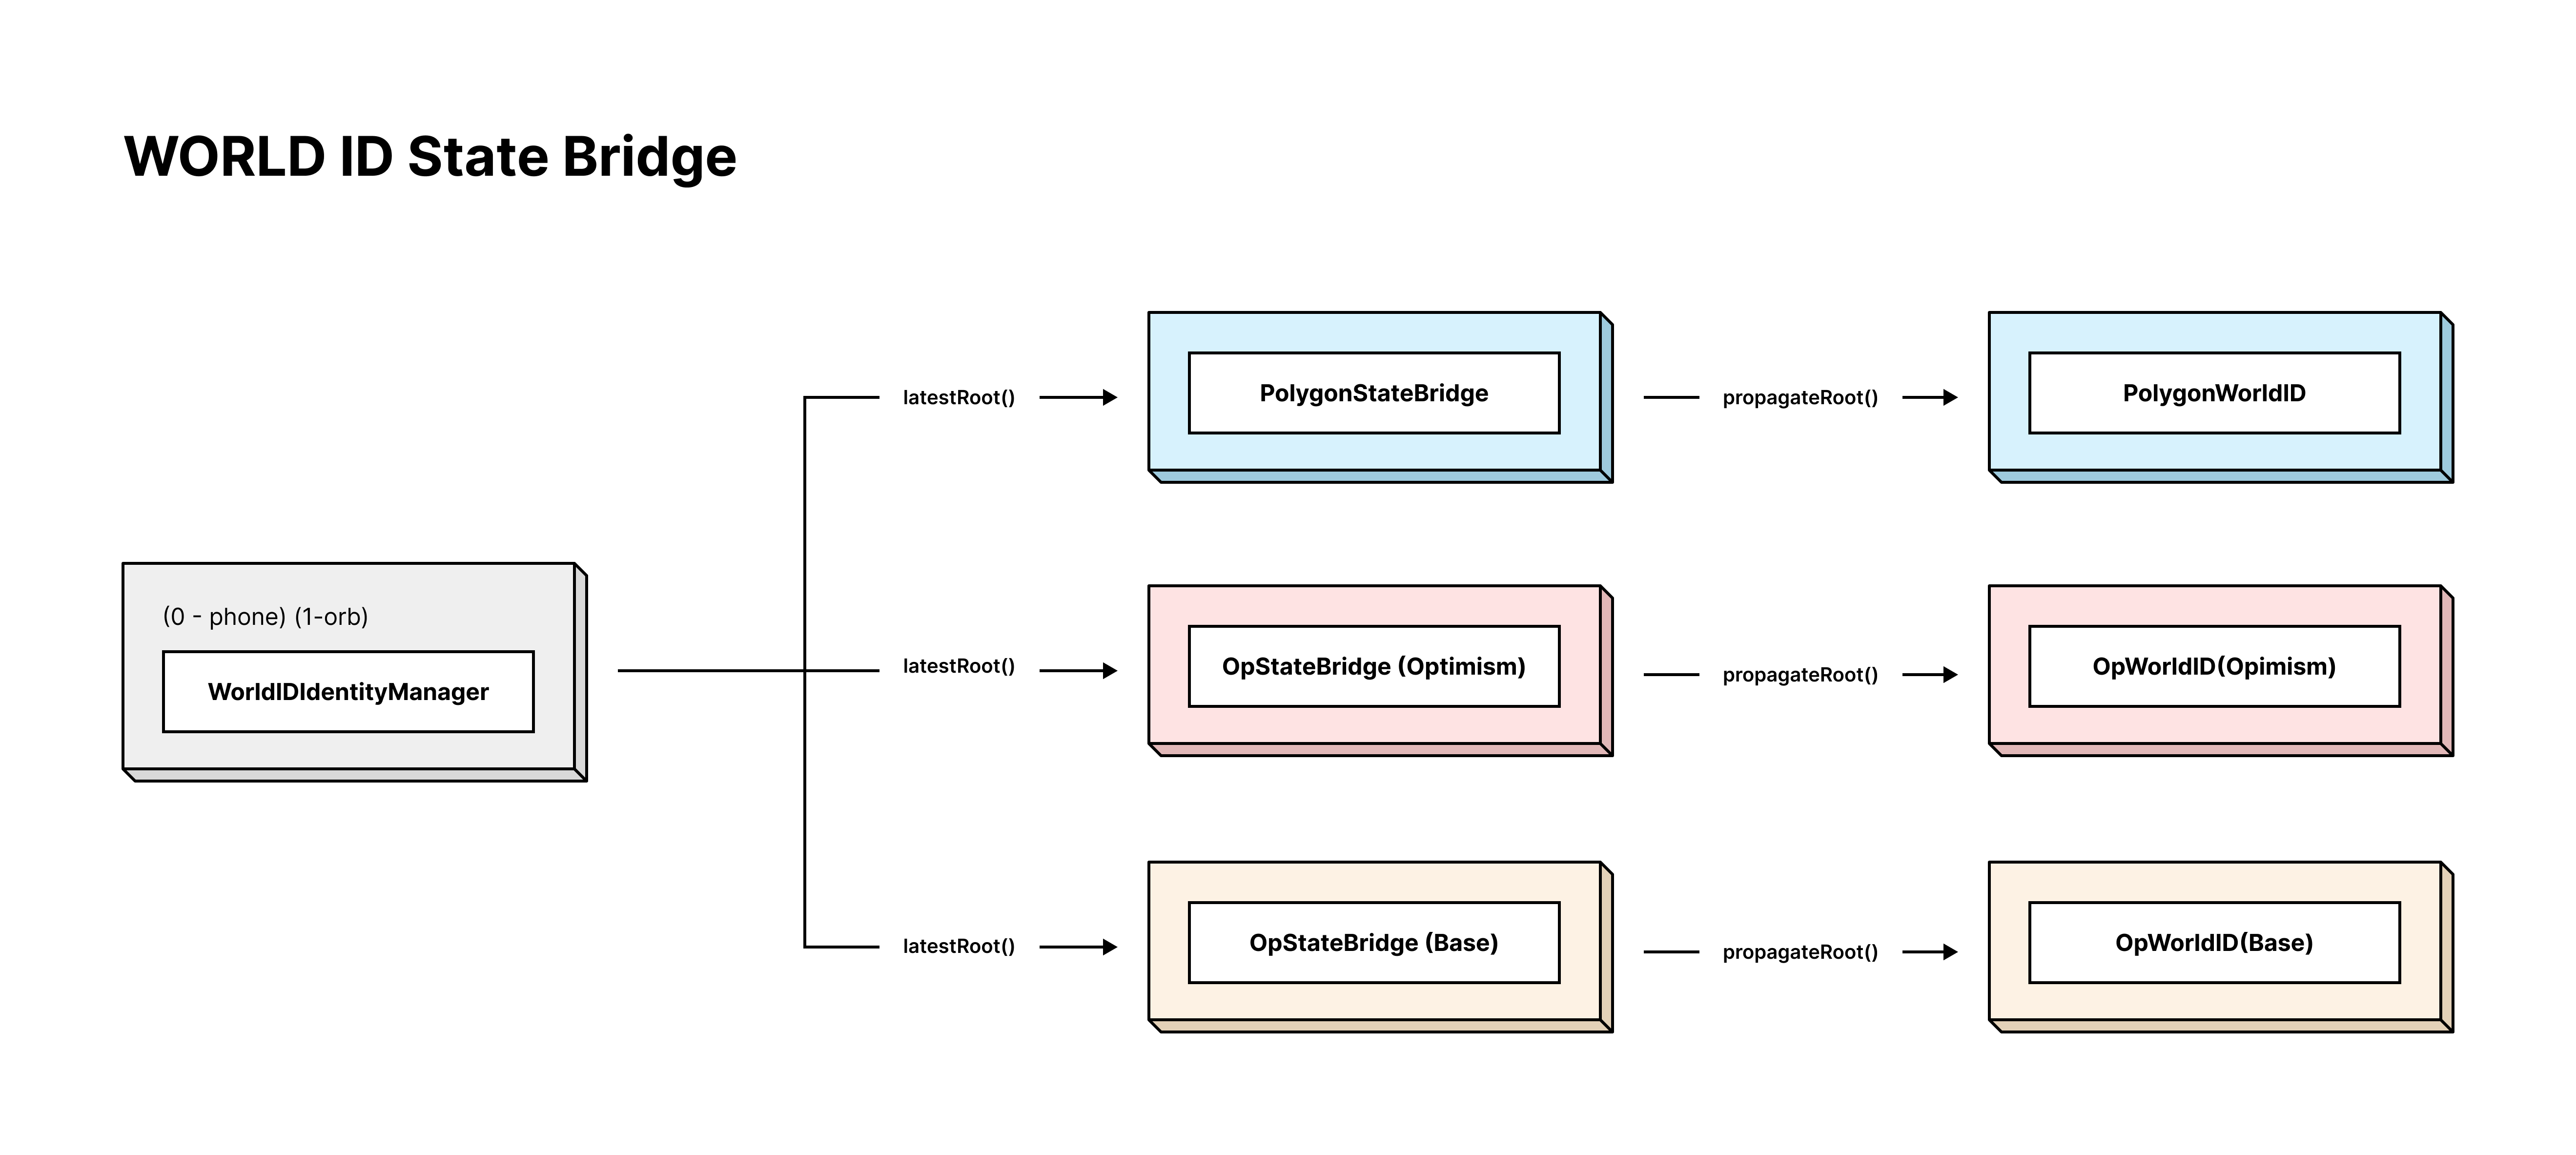 WORLD ID State Bridge
(0 - phone) (1-orb)
WorldIDIdentityManager
latestRoot()
PolygonStateBridge
propagateRoot()
PolygonWorldID
latestRoot()
OpStateBridge (Optimism)
propagateRoot()
OpWorldID(Opimism)
latestRoot()
OpStateBridge (Base)
propagateRoot()
OpWorldID(Base)